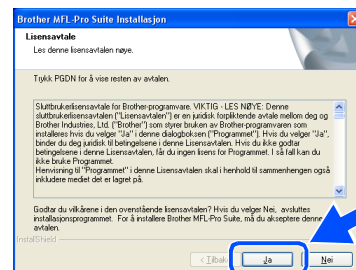 Brother MFL-Pro Suite Installasjon
Lisensavtale
Les denne lisensavtalen nøye.
Trykk PGDN for å vise resten av avtalen.
Sluttbrukerlisensavtale for Brother-programvare. VIKTIG - LES NØYE: Denne
sluttbrukerlisensavtalen ("Lisensavtalen") er en juridisk forpliktende avtale mellom deg og
Brother Industries, Ltd. ("Brother") som styrer bruken av Brother-programvaren som
installeres hvis du velger "Ja" i denne dialogboksen ("Programmet"). Hvis du velger "Ja",
binder du deg juridisk til betingelsene i denne Lisensavtalen. Hvis du ikke godtar
betingelsene i denne Lisensavtalen, får du ingen lisens for Programmet. I så fall kan du
ikke bruke Programmet.
Henvisning til "Programmet" i denne Lisensavtalen skal i henhold til sammenhengen også
inkludere mediet det er lagret på.
Godtar du vilkårene i den ovenstående lisensavtalen? Hvis du velger Nei, avsluttes
installasjonsprogrammet. For å installere Brother MFL-Pro Suite, må du akseptere denne
avtalen.
InstallShield
< Tilbake Ja Nei